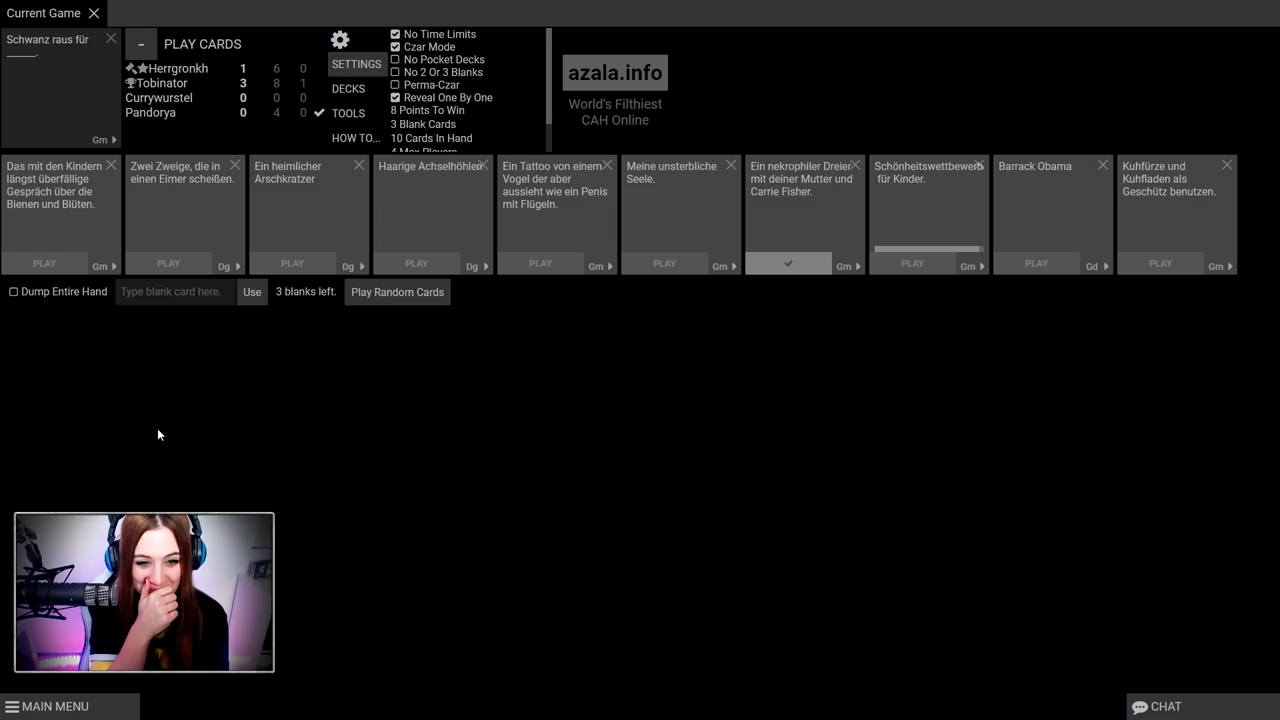 Current Game
Schwanz raus für
______.
Gm
-
PLAY CARDS
Herrgronkh 1 6 0
Tobinator 3 8 1
Currywurstel 0 0 0
Pandorya 0 4 0
SETTINGS
DECKS
TOOLS
HOW TO...
No Time Limits
Czar Mode
No Pocket Decks
No 2 Or 3 Blanks
Perma-Czar
Reveal One By One
8 Points To Win
3 Blank Cards
10 Cards In Hand
4 Max Players
azala.info
World's Filthiest
CAH Online
Das mit den Kindern
längst überfällige
Gespräch über die
Bienen und Blüten.
PLAY
Gm
Zwei Zweige, die in
einen Eimer scheißen.
PLAY
Dg
Ein heimlicher
Arschkratzer
PLAY
Dg
Haarige Achselhöhlen
PLAY
Dg
Ein Tattoo von einem
Vogel der aber
aussieht wie ein Penis
mit Flügeln.
PLAY
Gm
Meine unsterbliche
Seele.
PLAY
Gm
Ein nekrophiler Dreier
mit deiner Mutter und
Carrie Fisher.
Gm
Schönheitswettbewerb
für Kinder.
PLAY
Gm
Barrack Obama
PLAY
Gd
Kuhfürze und
Kuhfladen als
Geschütz benutzen.
PLAY
Gm
Dump Entire Hand
Type blank card here.
Use
3 blanks left.
Play Random Cards
MAIN MENU
CHAT